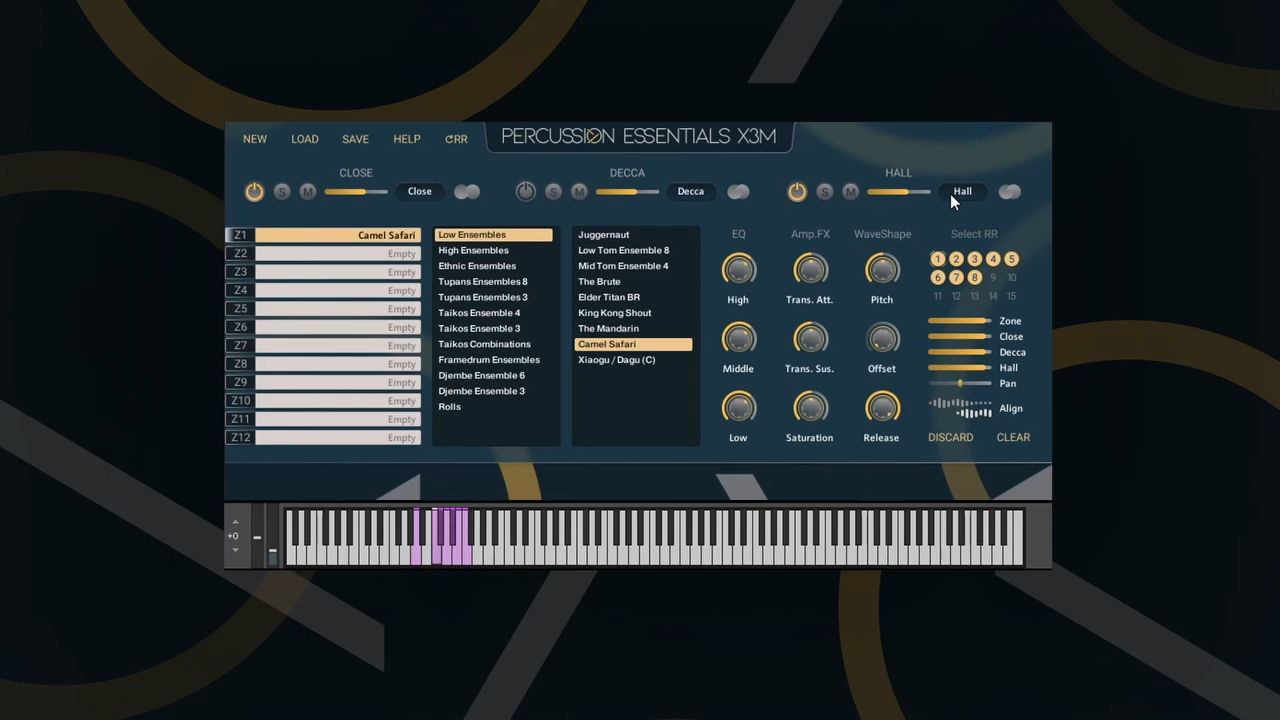 NEW LOAD SAVE HELP RR PERCUSSION ESSENTIALS X3M
CLOSE DECCA HALL
S M Close S M Decca S M Hall
Z1 Camel Safari
Z2 Empty
Z3 Empty
Z4 Empty
Z5 Empty
Z6 Empty
Z7 Empty
Z8 Empty
Z9 Empty
Z10 Empty
Z11 Empty
Z12 Empty
Low Ensembles
High Ensembles
Ethnic Ensembles
Tupans Ensembles 8
Tupans Ensembles 3
Taikos Ensemble 4
Taikos Ensemble 3
Taikos Combinations
Framedrum Ensembles
Djembe Ensemble 6
Djembe Ensemble 3
Rolls
Juggernaut
Low Tom Ensemble 8
Mid Tom Ensemble 4
The Brute
Elder Titan BR
King Kong Shout
The Mandarin
Camel Safari
Xiaogu / Dagu (C)
EQ Amp.FX WaveShape
High Trans. Att. Pitch
Middle Trans. Sus. Offset
Low Saturation Release
Select RR
1 2 3 4 5
6 7 8 9 10
11 12 13 14 15
Zone
Close
Decca
Hall
Pan
Align
DISCARD CLEAR
+0